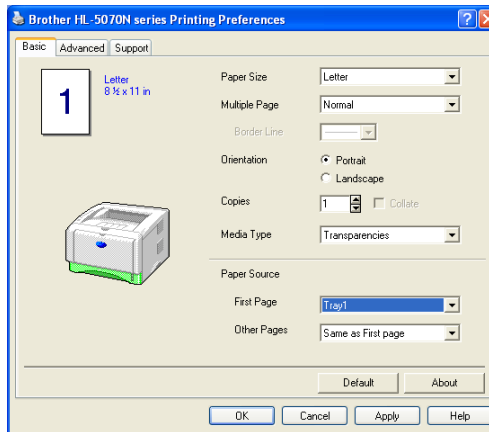 Brother HL-5070N series Printing Preferences
Basic Advanced Support
1
Letter
8 ½ x 11 in
Paper Size Letter
Multiple Page Normal
Border Line
Orientation Portrait
Landscape
Copies 1 Collate
Media Type Transparencies
Paper Source
First Page Tray1
Other Pages Same as First page
Default About
OK Cancel Apply Help